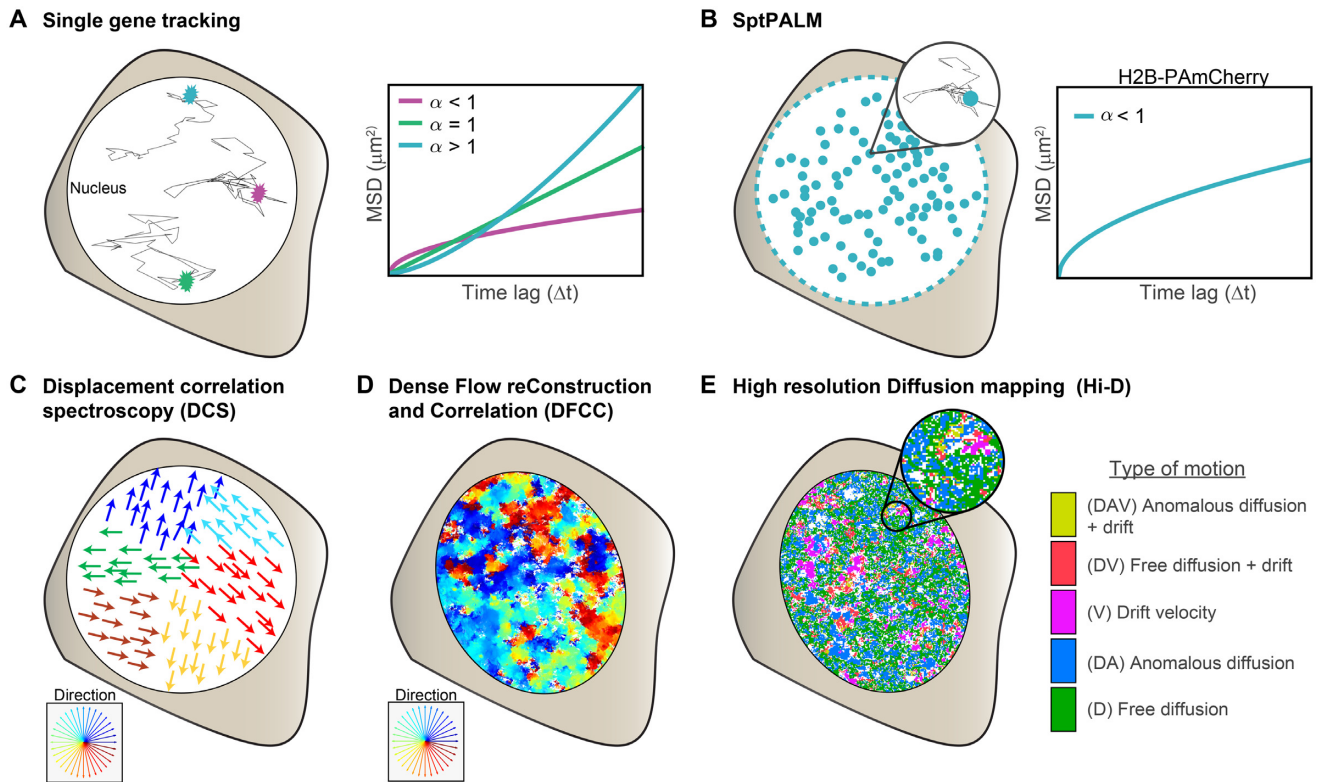 A Single gene tracking
Nucleus
MSD (μm²)
α < 1
α = 1
α > 1
Time lag (Δt)
B SptPALM
H2B-PAmCherry
MSD (μm²)
α < 1
Time lag (Δt)
C Displacement correlation
spectroscopy (DCS)
Direction
D Dense Flow reConstruction
and Correlation (DFCC)
Direction
E High resolution Diffusion mapping (Hi-D)
Type of motion
(DAV) Anomalous diffusion
+ drift
(DV) Free diffusion + drift
(V) Drift velocity
(DA) Anomalous diffusion
(D) Free diffusion